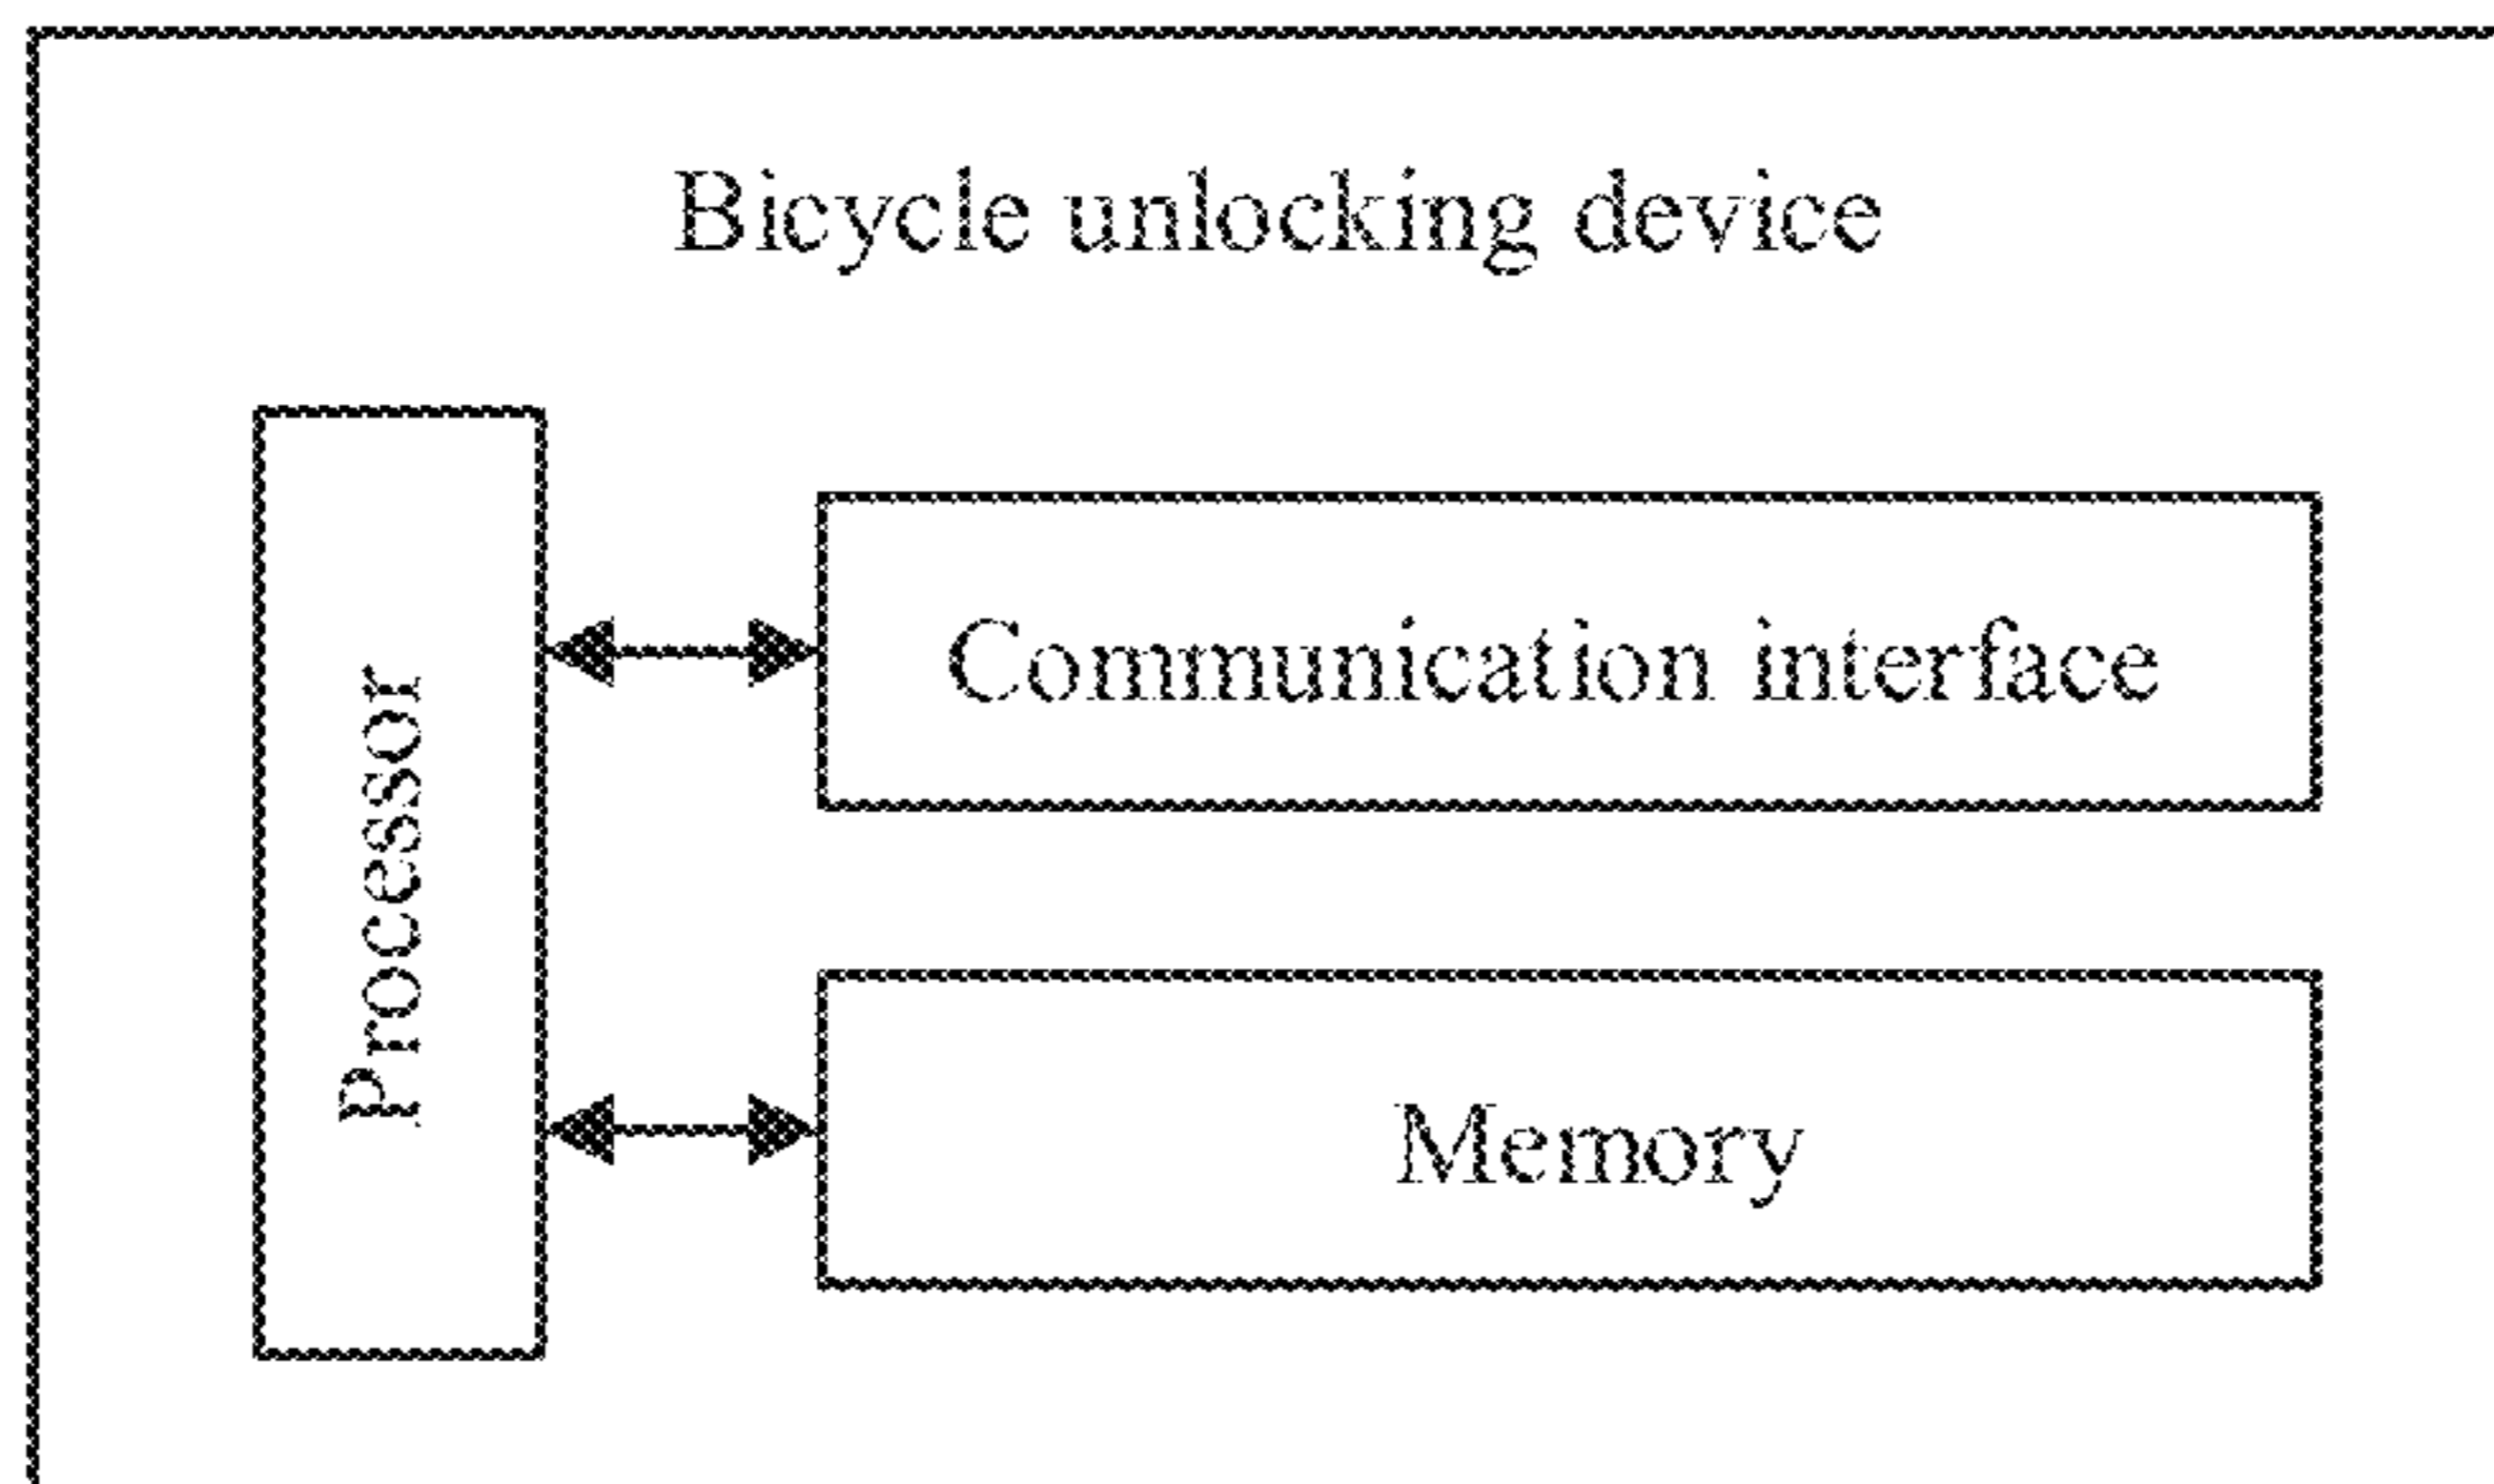 Bicycle unlocking device
Processor
Communication interface
Memory